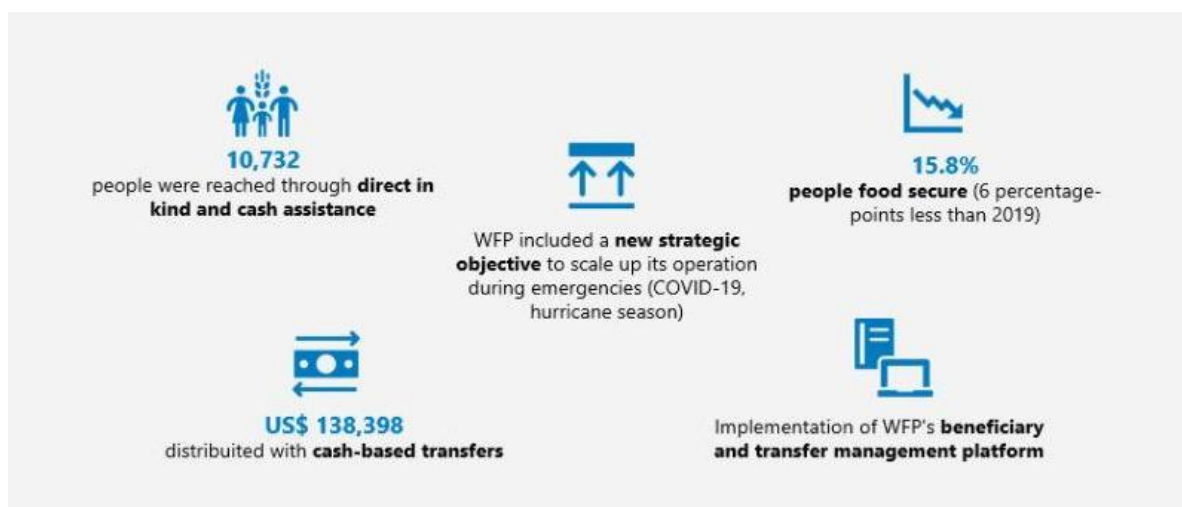 10,732
people were reached through direct in
kind and cash assistance
US$ 138,398
distribuited with cash-based transfers
WFP included a new strategic
objective to scale up its operation
during emergencies (COVID-19,
hurricane season)
15.8%
people food secure (6 percentage-
points less than 2019)
Implementation of WFP's beneficiary
and transfer management platform